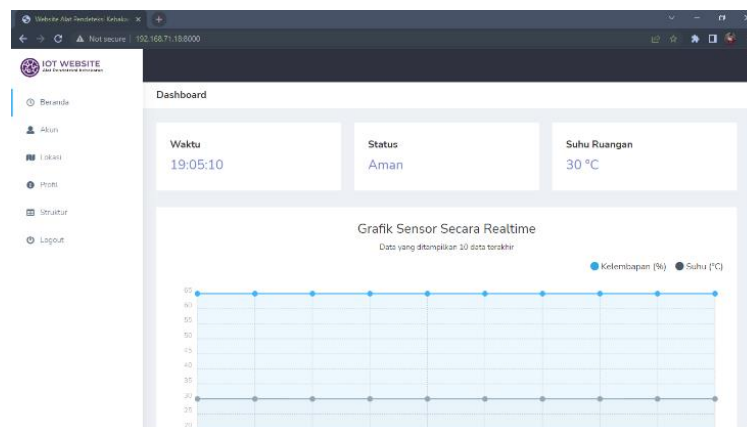 Website Alat Pendeteksi Kebakar
Not secure | 192.168.71.18:8000
IOT WEBSITE
Beranda
Akun
Lokasi
Profil
Struktur
Logout
Dashboard
Waktu
19:05:10
Status
Aman
Suhu Ruangan
30 °C
Grafik Sensor Secara Realtime
Data yang ditampilkan 10 data terakhir
Kelembapan (%) Suhu (°C)
65
60
55
50
45
40
35
30
25
20